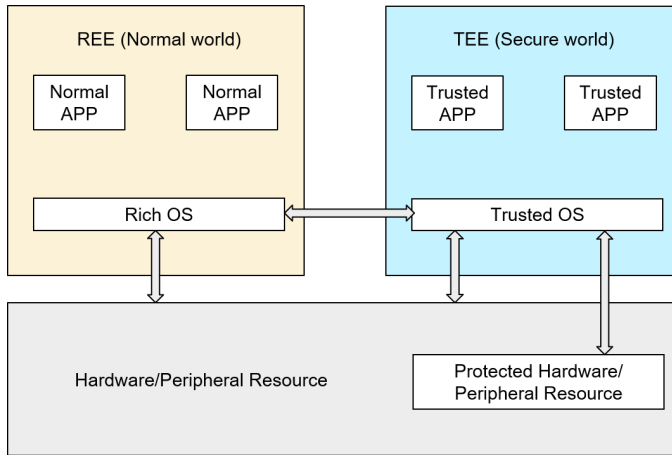 REE (Normal world)
TEE (Secure world)
Normal
APP
Normal
APP
Trusted
APP
Trusted
APP
Rich OS
Trusted OS
Hardware/Peripheral Resource
Protected Hardware/
Peripheral Resource